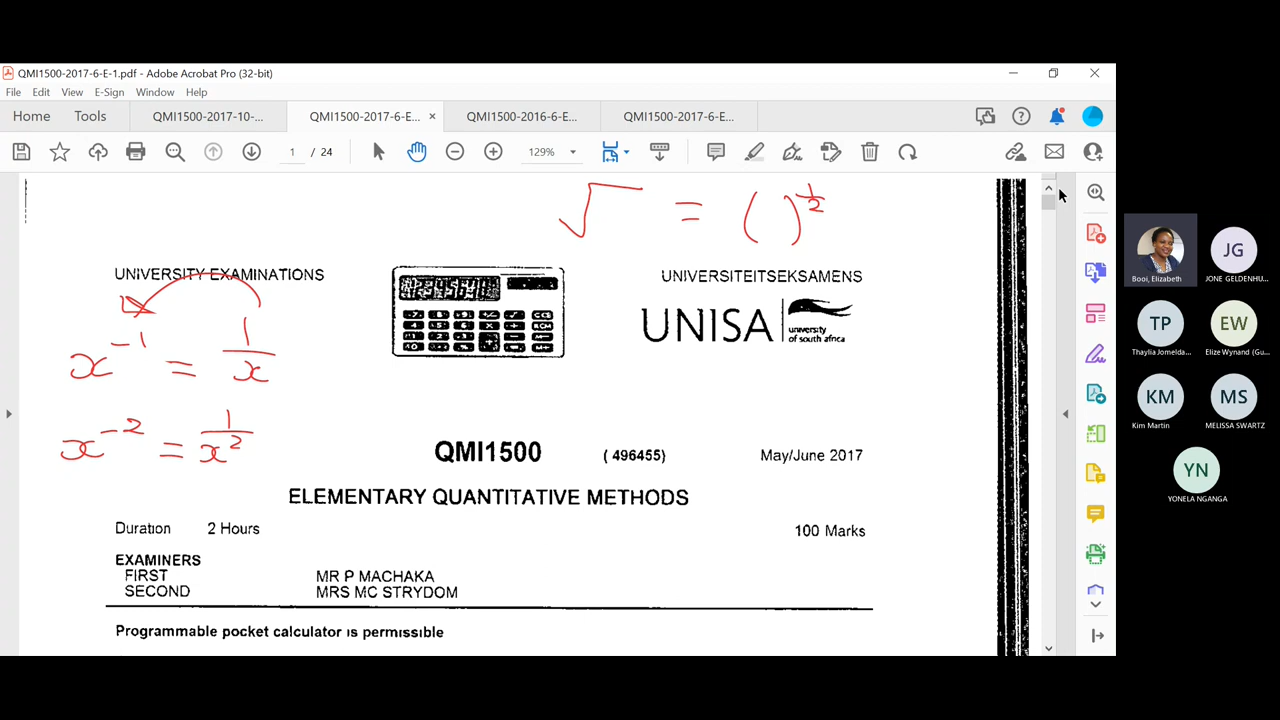 QMI1500-2017-6-E-1.pdf - Adobe Acrobat Pro (32-bit)
File Edit View E-Sign Window Help
Home Tools QMI1500-2017-10-... QMI1500-2017-6-E... × QMI1500-2016-6-E... QMI1500-2017-6-E...
1 / 24 129%
√ = ( )^½
UNIVERSITY EXAMINATIONS
UNIVERSITEITSEKSAMENS
UNISA university
of south africa
x⁻¹ = 1/x
x⁻² = 1/x²
QMI1500 ( 496455) May/June 2017
ELEMENTARY QUANTITATIVE METHODS
Duration 2 Hours
100 Marks
EXAMINERS
FIRST MR P MACHAKA
SECOND MRS MC STRYDOM
Programmable pocket calculator is permissible
Booi, Elizabeth
JG
JONE GELDENHU...
TP
Thaylia Jomelda...
EW
Elize Wynand (Gu...
KM
Kim Martin
MS
MELISSA SWARTZ
YN
YONELA NGANGA